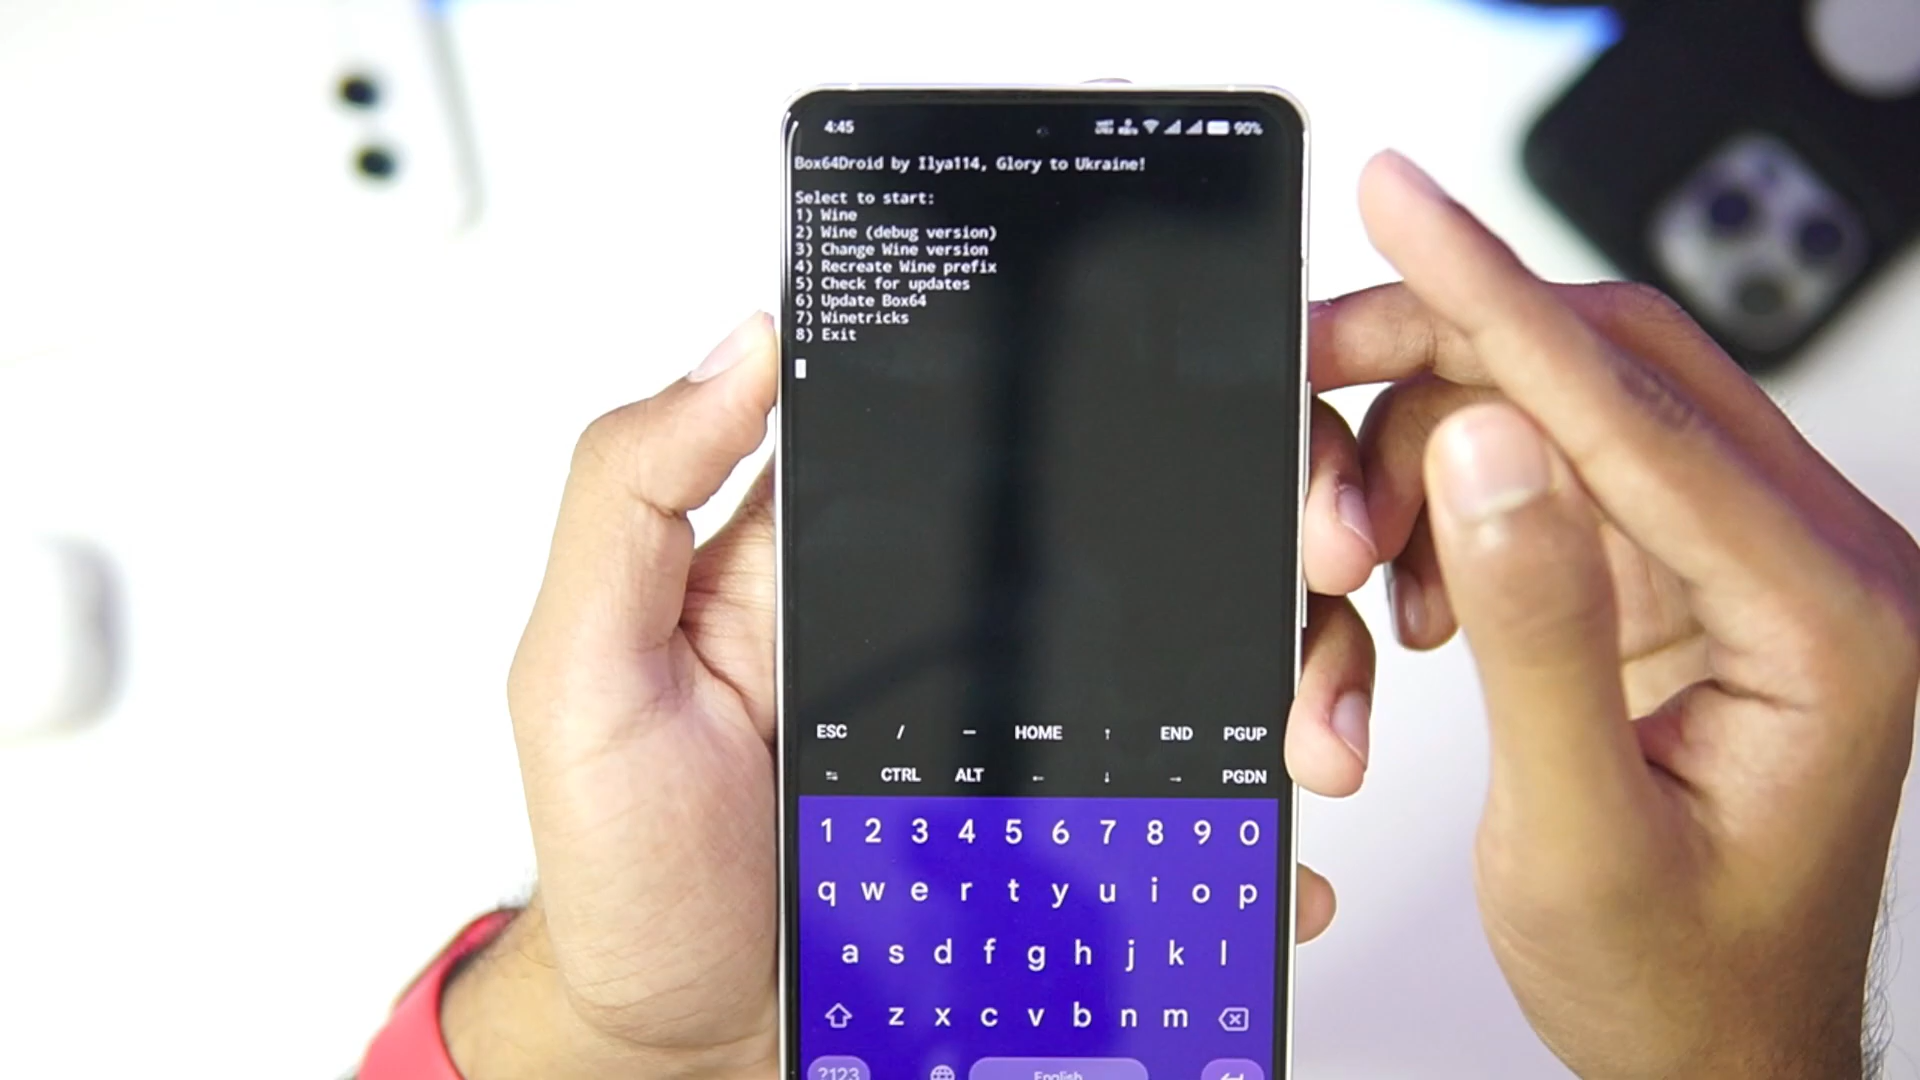 4:45 90%
Box64Droid by Ilya114, Glory to Ukraine!
Select to start:
1) Wine
2) Wine (debug version)
3) Change Wine version
4) Recreate Wine prefix
5) Check for updates
6) Update Box64
7) Winetricks
8) Exit
ESC / — HOME ↑ END PGUP
CTRL ALT ← ↓ → PGDN
1 2 3 4 5 6 7 8 9 0
q w e r t y u i o p
a s d f g h j k l
z x c v b n m
?123 English